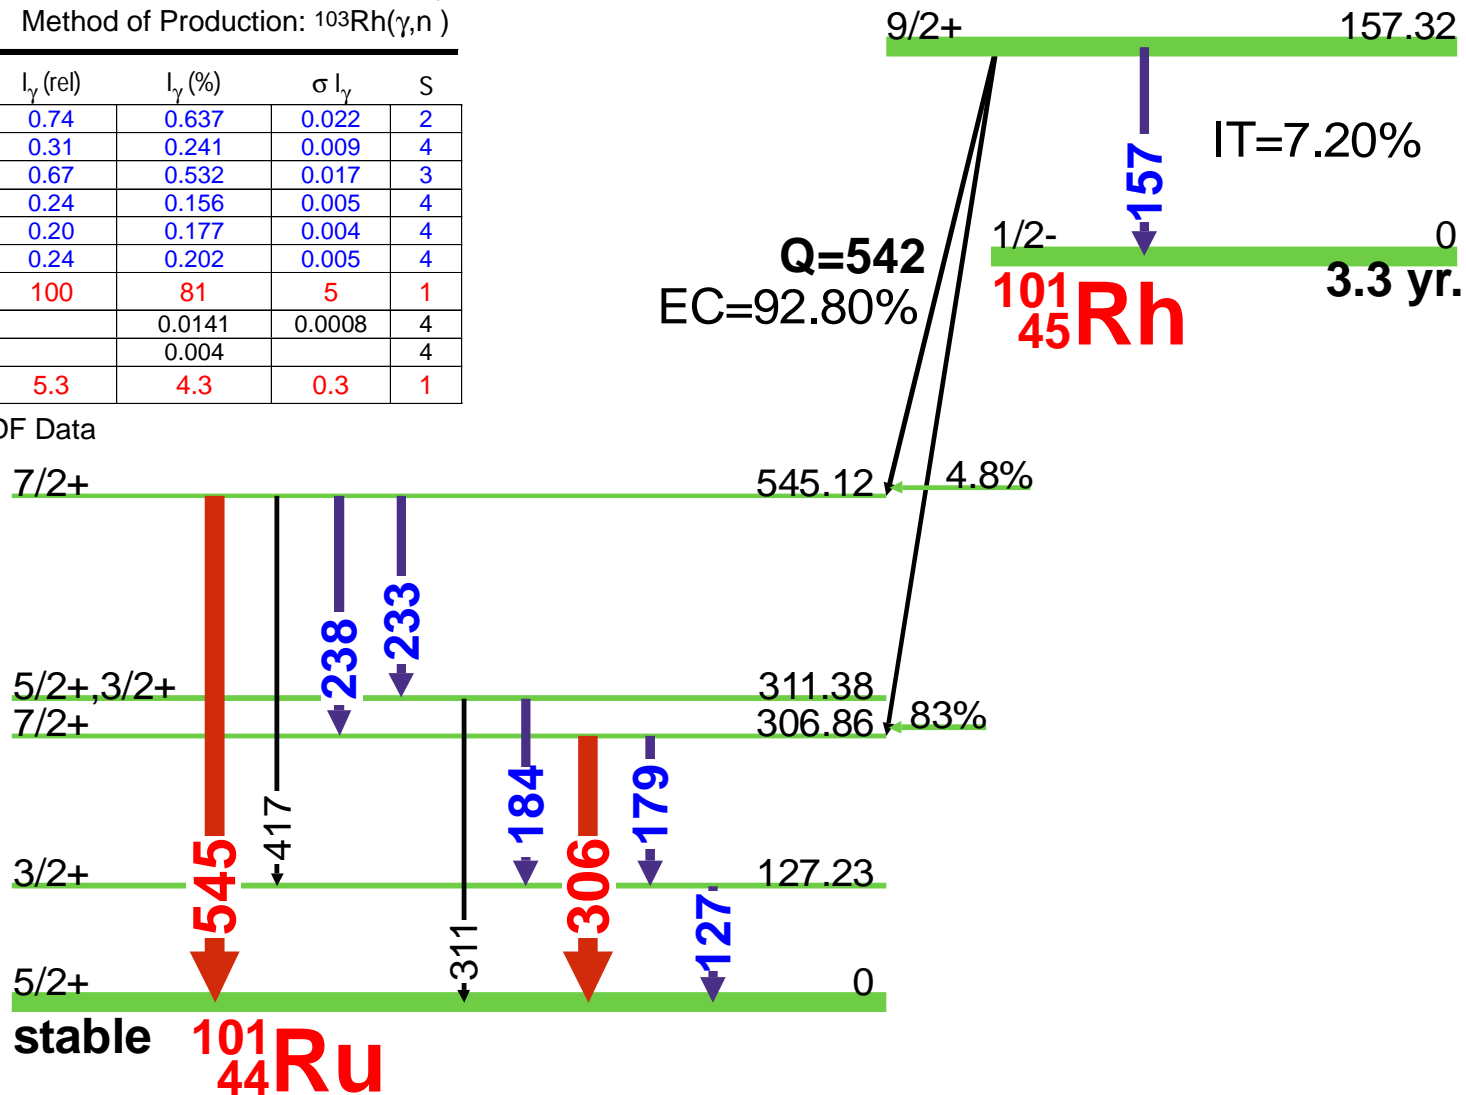 Method of Production: ¹⁰³Rh(γ,n )
Iγ (rel) Iγ (%) σ Iγ S
0.74 0.637 0.022 2
0.31 0.241 0.009 4
0.67 0.532 0.017 3
0.24 0.156 0.005 4
0.20 0.177 0.004 4
0.24 0.202 0.005 4
100 81 5 1
0.0141 0.0008 4
0.004 4
5.3 4.3 0.3 1
DF Data
9/2+ 157.32
157
IT=7.20%
1/2- 0
3.3 yr.
¹⁰¹₄₅Rh
Q=542
EC=92.80%
7/2+ 545.12 4.8%
238 233
5/2+,3/2+ 311.38
7/2+ 306.86 83%
417 184 179
3/2+ 127.23
545 306
311 127
5/2+ 0
stable
¹⁰¹₄₄Ru